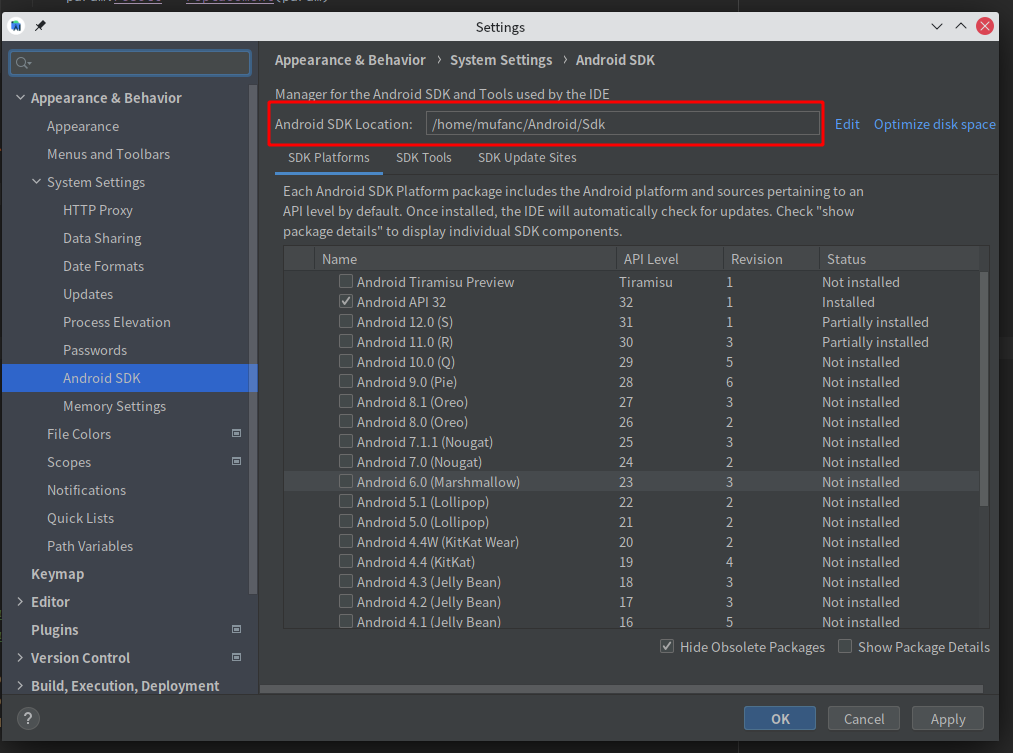 Settings
Appearance & Behavior
Appearance
Menus and Toolbars
System Settings
HTTP Proxy
Data Sharing
Date Formats
Updates
Process Elevation
Passwords
Android SDK
Memory Settings
File Colors
Scopes
Notifications
Quick Lists
Path Variables
Keymap
Editor
Plugins
Version Control
Build, Execution, Deployment
Appearance & Behavior › System Settings › Android SDK
Manager for the Android SDK and Tools used by the IDE
Android SDK Location: /home/mufanc/Android/Sdk Edit Optimize disk space
SDK Platforms SDK Tools SDK Update Sites
Each Android SDK Platform package includes the Android platform and sources pertaining to an
API level by default. Once installed, the IDE will automatically check for updates. Check "show
package details" to display individual SDK components.
Name API Level Revision Status
Android Tiramisu Preview Tiramisu 1 Not installed
Android API 32 32 1 Installed
Android 12.0 (S) 31 1 Partially installed
Android 11.0 (R) 30 3 Partially installed
Android 10.0 (Q) 29 5 Not installed
Android 9.0 (Pie) 28 6 Not installed
Android 8.1 (Oreo) 27 3 Not installed
Android 8.0 (Oreo) 26 2 Not installed
Android 7.1.1 (Nougat) 25 3 Not installed
Android 7.0 (Nougat) 24 2 Not installed
Android 6.0 (Marshmallow) 23 3 Not installed
Android 5.1 (Lollipop) 22 2 Not installed
Android 5.0 (Lollipop) 21 2 Not installed
Android 4.4W (KitKat Wear) 20 2 Not installed
Android 4.4 (KitKat) 19 4 Not installed
Android 4.3 (Jelly Bean) 18 3 Not installed
Android 4.2 (Jelly Bean) 17 3 Not installed
Android 4.1 (Jelly Bean) 16 5 Not installed
Hide Obsolete Packages Show Package Details
? OK Cancel Apply